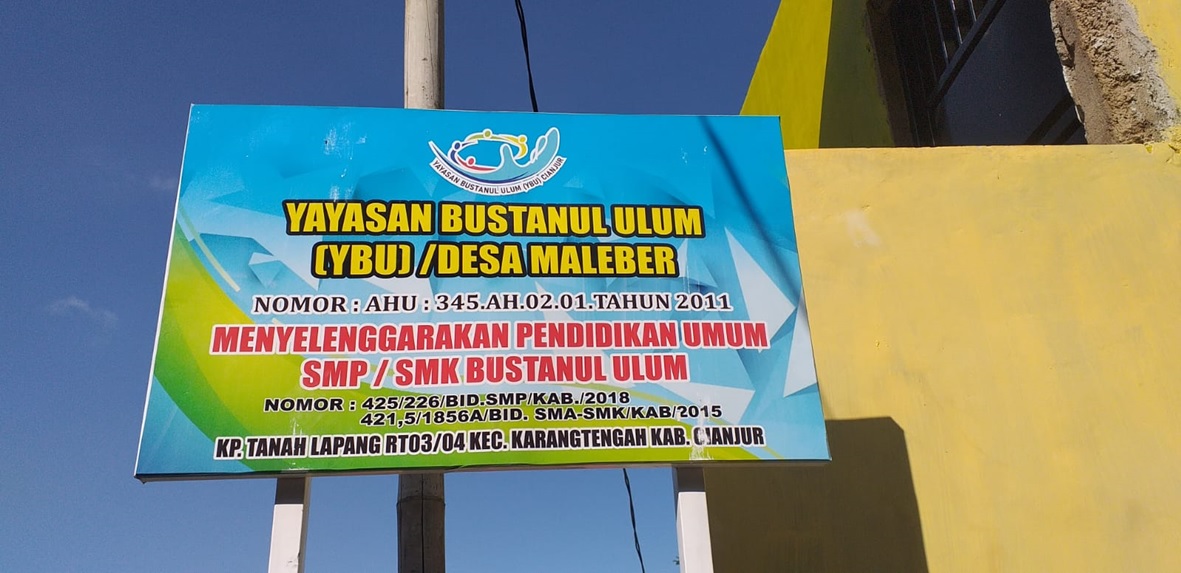 YAYASAN BUSTANUL ULUM (YBU) CIANJUR
YAYASAN BUSTANUL ULUM
(YBU) /DESA MALEBER
NOMOR : AHU : 345.AH.02.01.TAHUN 2011
MENYELENGGARAKAN PENDIDIKAN UMUM
SMP / SMK BUSTANUL ULUM
NOMOR : 425/226/BID.SMP/KAB./2018
421,5/1856A/BID. SMA-SMK/KAB/2015
KP. TANAH LAPANG RT03/04 KEC. KARANGTENGAH KAB. CIANJUR